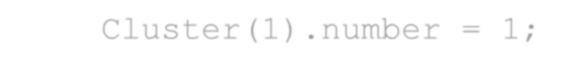 Cluster(1).number = 1;